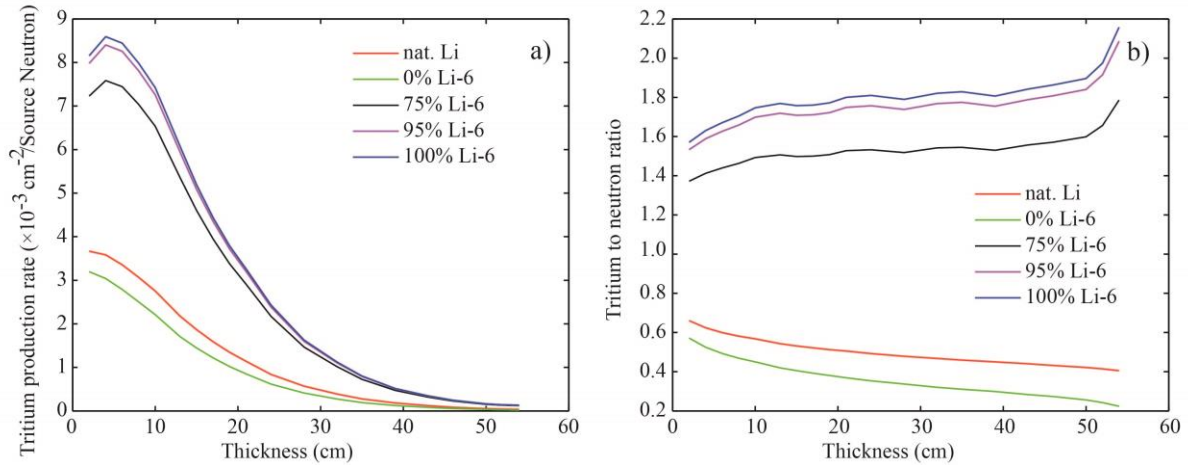 Tritium production rate (×10⁻³ cm⁻²/Source Neutron)
9
8
7
6
5
4
3
2
1
0
a)
nat. Li
0% Li-6
75% Li-6
95% Li-6
100% Li-6
0 10 20 30 40 50 60
Thickness (cm)
Tritium to neutron ratio
2.2
2.0
1.8
1.6
1.4
1.2
1.0
0.8
0.6
0.4
0.2
b)
nat. Li
0% Li-6
75% Li-6
95% Li-6
100% Li-6
0 10 20 30 40 50 60
Thickness (cm)